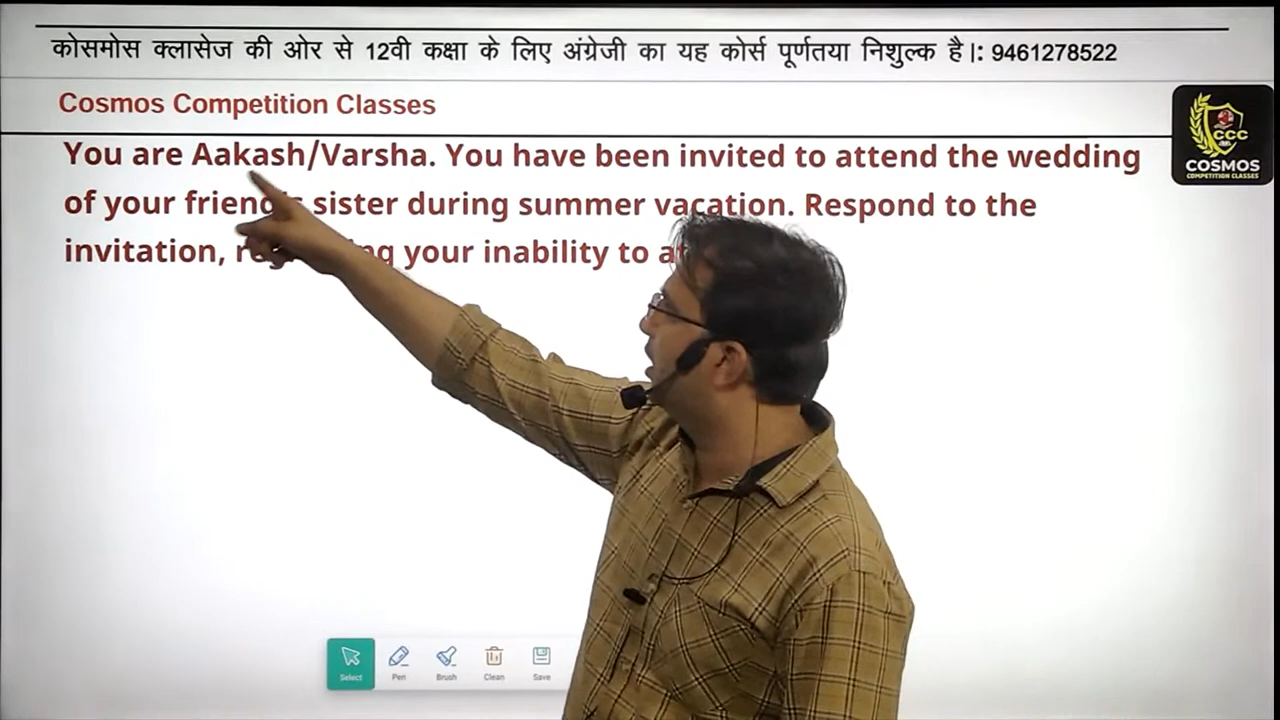 कोसमोस क्लासेज की ओर से 12वी कक्षा के लिए अंग्रेजी का यह कोर्स पूर्णतया निशुल्क है।: 9461278522
Cosmos Competition Classes
CCC
COSMOS
COMPETITION CLASSES
You are Aakash/Varsha. You have been invited to attend the wedding
of your sister during summer vacation. Respond to the
invitation, your inability to
Select
Pen
Brush
Clean
Save